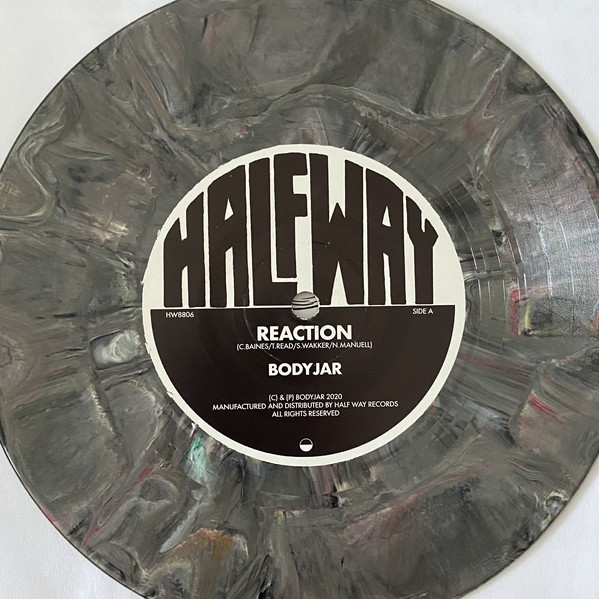 HALFWAY
HW8806 SIDE A
REACTION
(C.BAINES/T.READ/S.WAKKER/N.MANUELL)
BODYJAR
(C) & (P) BODYJAR 2020
MANUFACTURED AND DISTRIBUTED BY HALF WAY RECORDS
ALL RIGHTS RESERVED